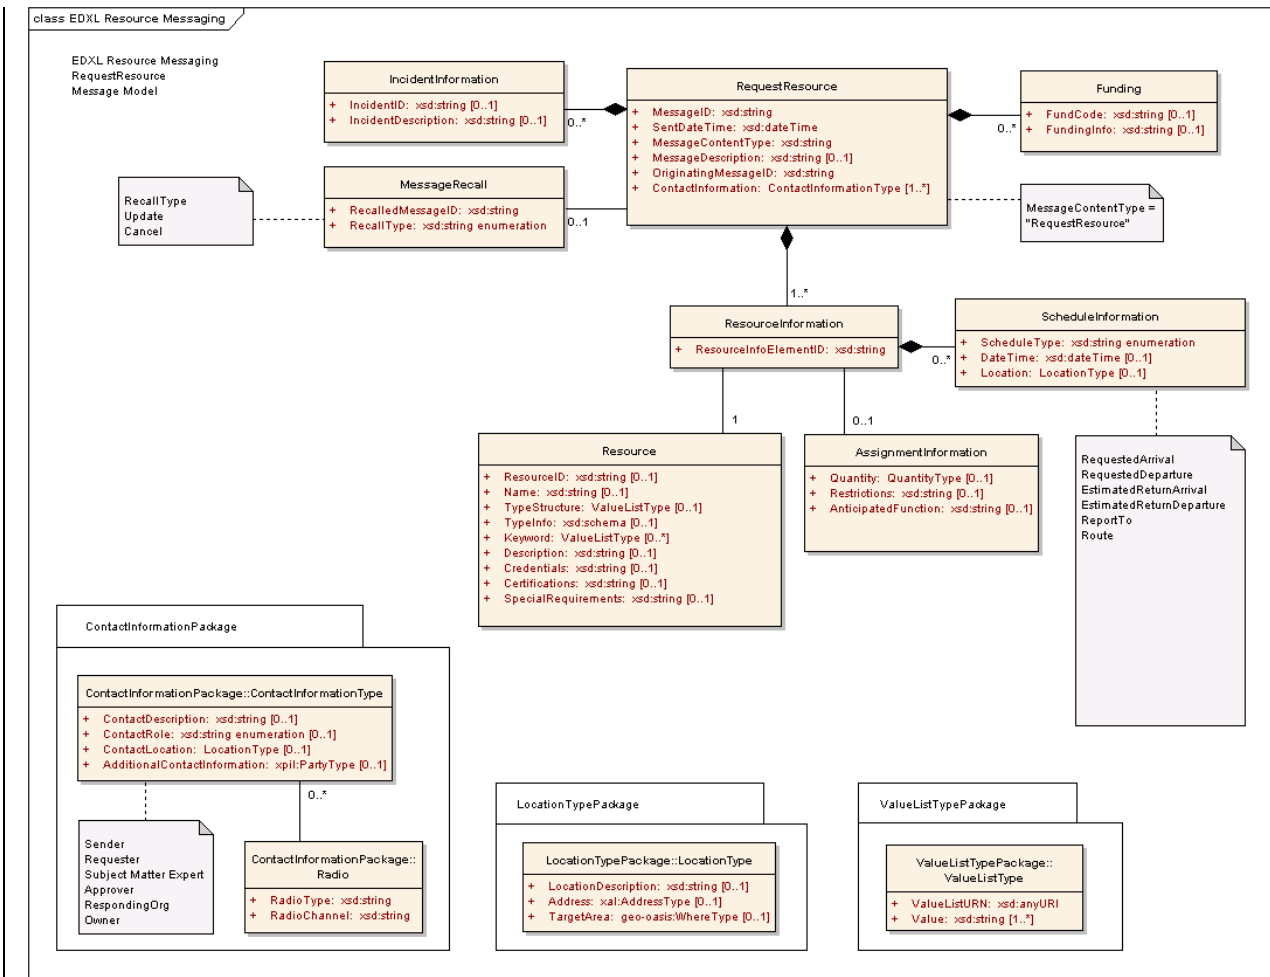 class EDXL Resource Messaging
EDXL Resource Messaging
RequestResource
Message Model
IncidentInformation
+ IncidentID: xsd:string [0..1]
+ IncidentDescription: xsd:string [0..1]
0..*
RequestResource
+ MessageID: xsd:string
+ SentDateTime: xsd:dateTime
+ MessageContentType: xsd:string
+ MessageDescription: xsd:string [0..1]
+ OriginatingMessageID: xsd:string
+ ContactInformation: ContactInformationType [1..*]
Funding
+ FundCode: xsd:string [0..1]
+ FundingInfo: xsd:string [0..1]
0..*
RecallType
Update
Cancel
MessageRecall
+ RecalledMessageID: xsd:string
+ RecallType: xsd:string enumeration
0..1
MessageContentType =
"RequestResource"
1..*
ResourceInformation
+ ResourceInfoElementID: xsd:string
0..*
ScheduleInformation
+ ScheduleType: xsd:string enumeration
+ DateTime: xsd:dateTime [0..1]
+ Location: LocationType [0..1]
1
0..1
Resource
+ ResourceID: xsd:string [0..1]
+ Name: xsd:string [0..1]
+ TypeStructure: ValueListType [0..1]
+ TypeInfo: xsd:schema [0..1]
+ Keyword: ValueListType [0..*]
+ Description: xsd:string [0..1]
+ Credentials: xsd:string [0..1]
+ Certifications: xsd:string [0..1]
+ SpecialRequirements: xsd:string [0..1]
AssignmentInformation
+ Quantity: QuantityType [0..1]
+ Restrictions: xsd:string [0..1]
+ AnticipatedFunction: xsd:string [0..1]
RequestedArrival
RequestedDeparture
EstimatedReturnArrival
EstimatedReturnDeparture
ReportTo
Route
ContactInformationPackage
ContactInformationPackage::ContactInformationType
+ ContactDescription: xsd:string [0..1]
+ ContactRole: xsd:string enumeration [0..1]
+ ContactLocation: LocationType [0..1]
+ AdditionalContactInformation: xpil:PartyType [0..1]
0..*
Sender
Requester
Subject Matter Expert
Approver
RespondingOrg
Owner
ContactInformationPackage::
Radio
+ RadioType: xsd:string
+ RadioChannel: xsd:string
LocationTypePackage
LocationTypePackage::LocationType
+ LocationDescription: xsd:string [0..1]
+ Address: xal:AddressType [0..1]
+ TargetArea: geo-oasis:WhereType [0..1]
ValueListTypePackage
ValueListTypePackage::
ValueListType
+ ValueListURN: xsd:anyURI
+ Value: xsd:string [1..*]